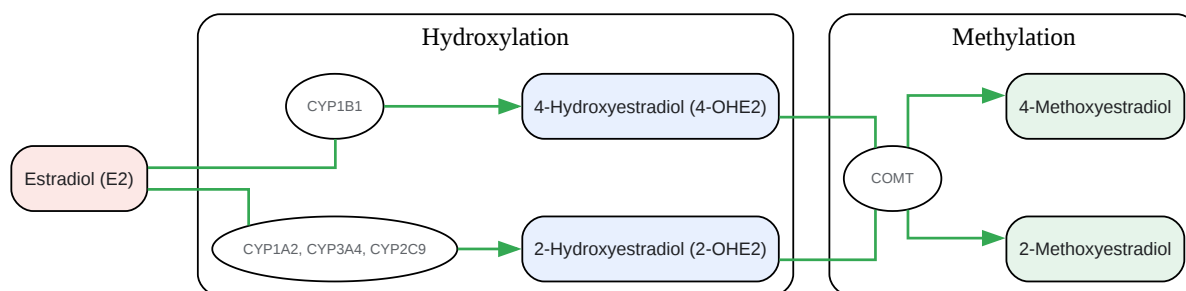 Hydroxylation
Methylation
CYP1B1
4-Hydroxyestradiol (4-OHE2)
4-Methoxyestradiol
Estradiol (E2)
COMT
CYP1A2, CYP3A4, CYP2C9
2-Hydroxyestradiol (2-OHE2)
2-Methoxyestradiol